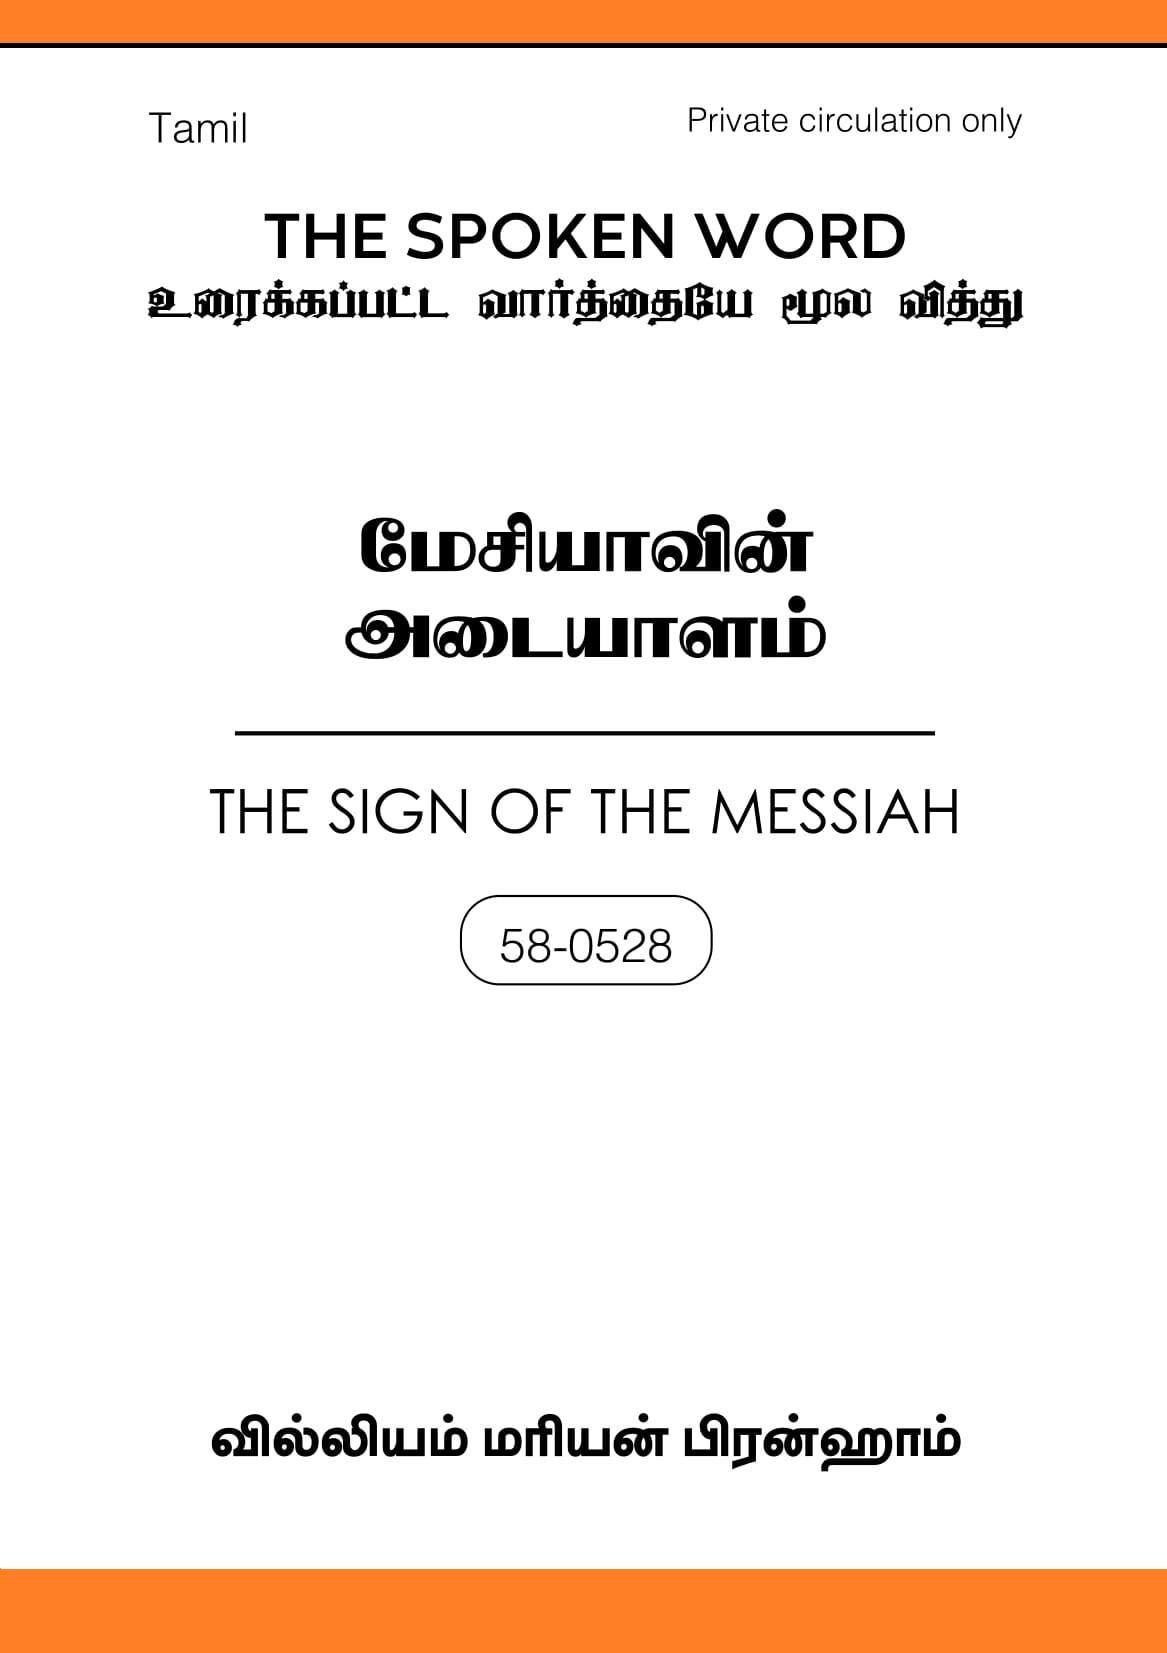 Tamil
Private circulation only
THE SPOKEN WORD
உரைக்கப்பட்ட வார்த்தையே மூல வித்து
மேசியாவின்
அடையாளம்
THE SIGN OF THE MESSIAH
58-0528
வில்லியம் மரியன் பிரன்ஹாம்